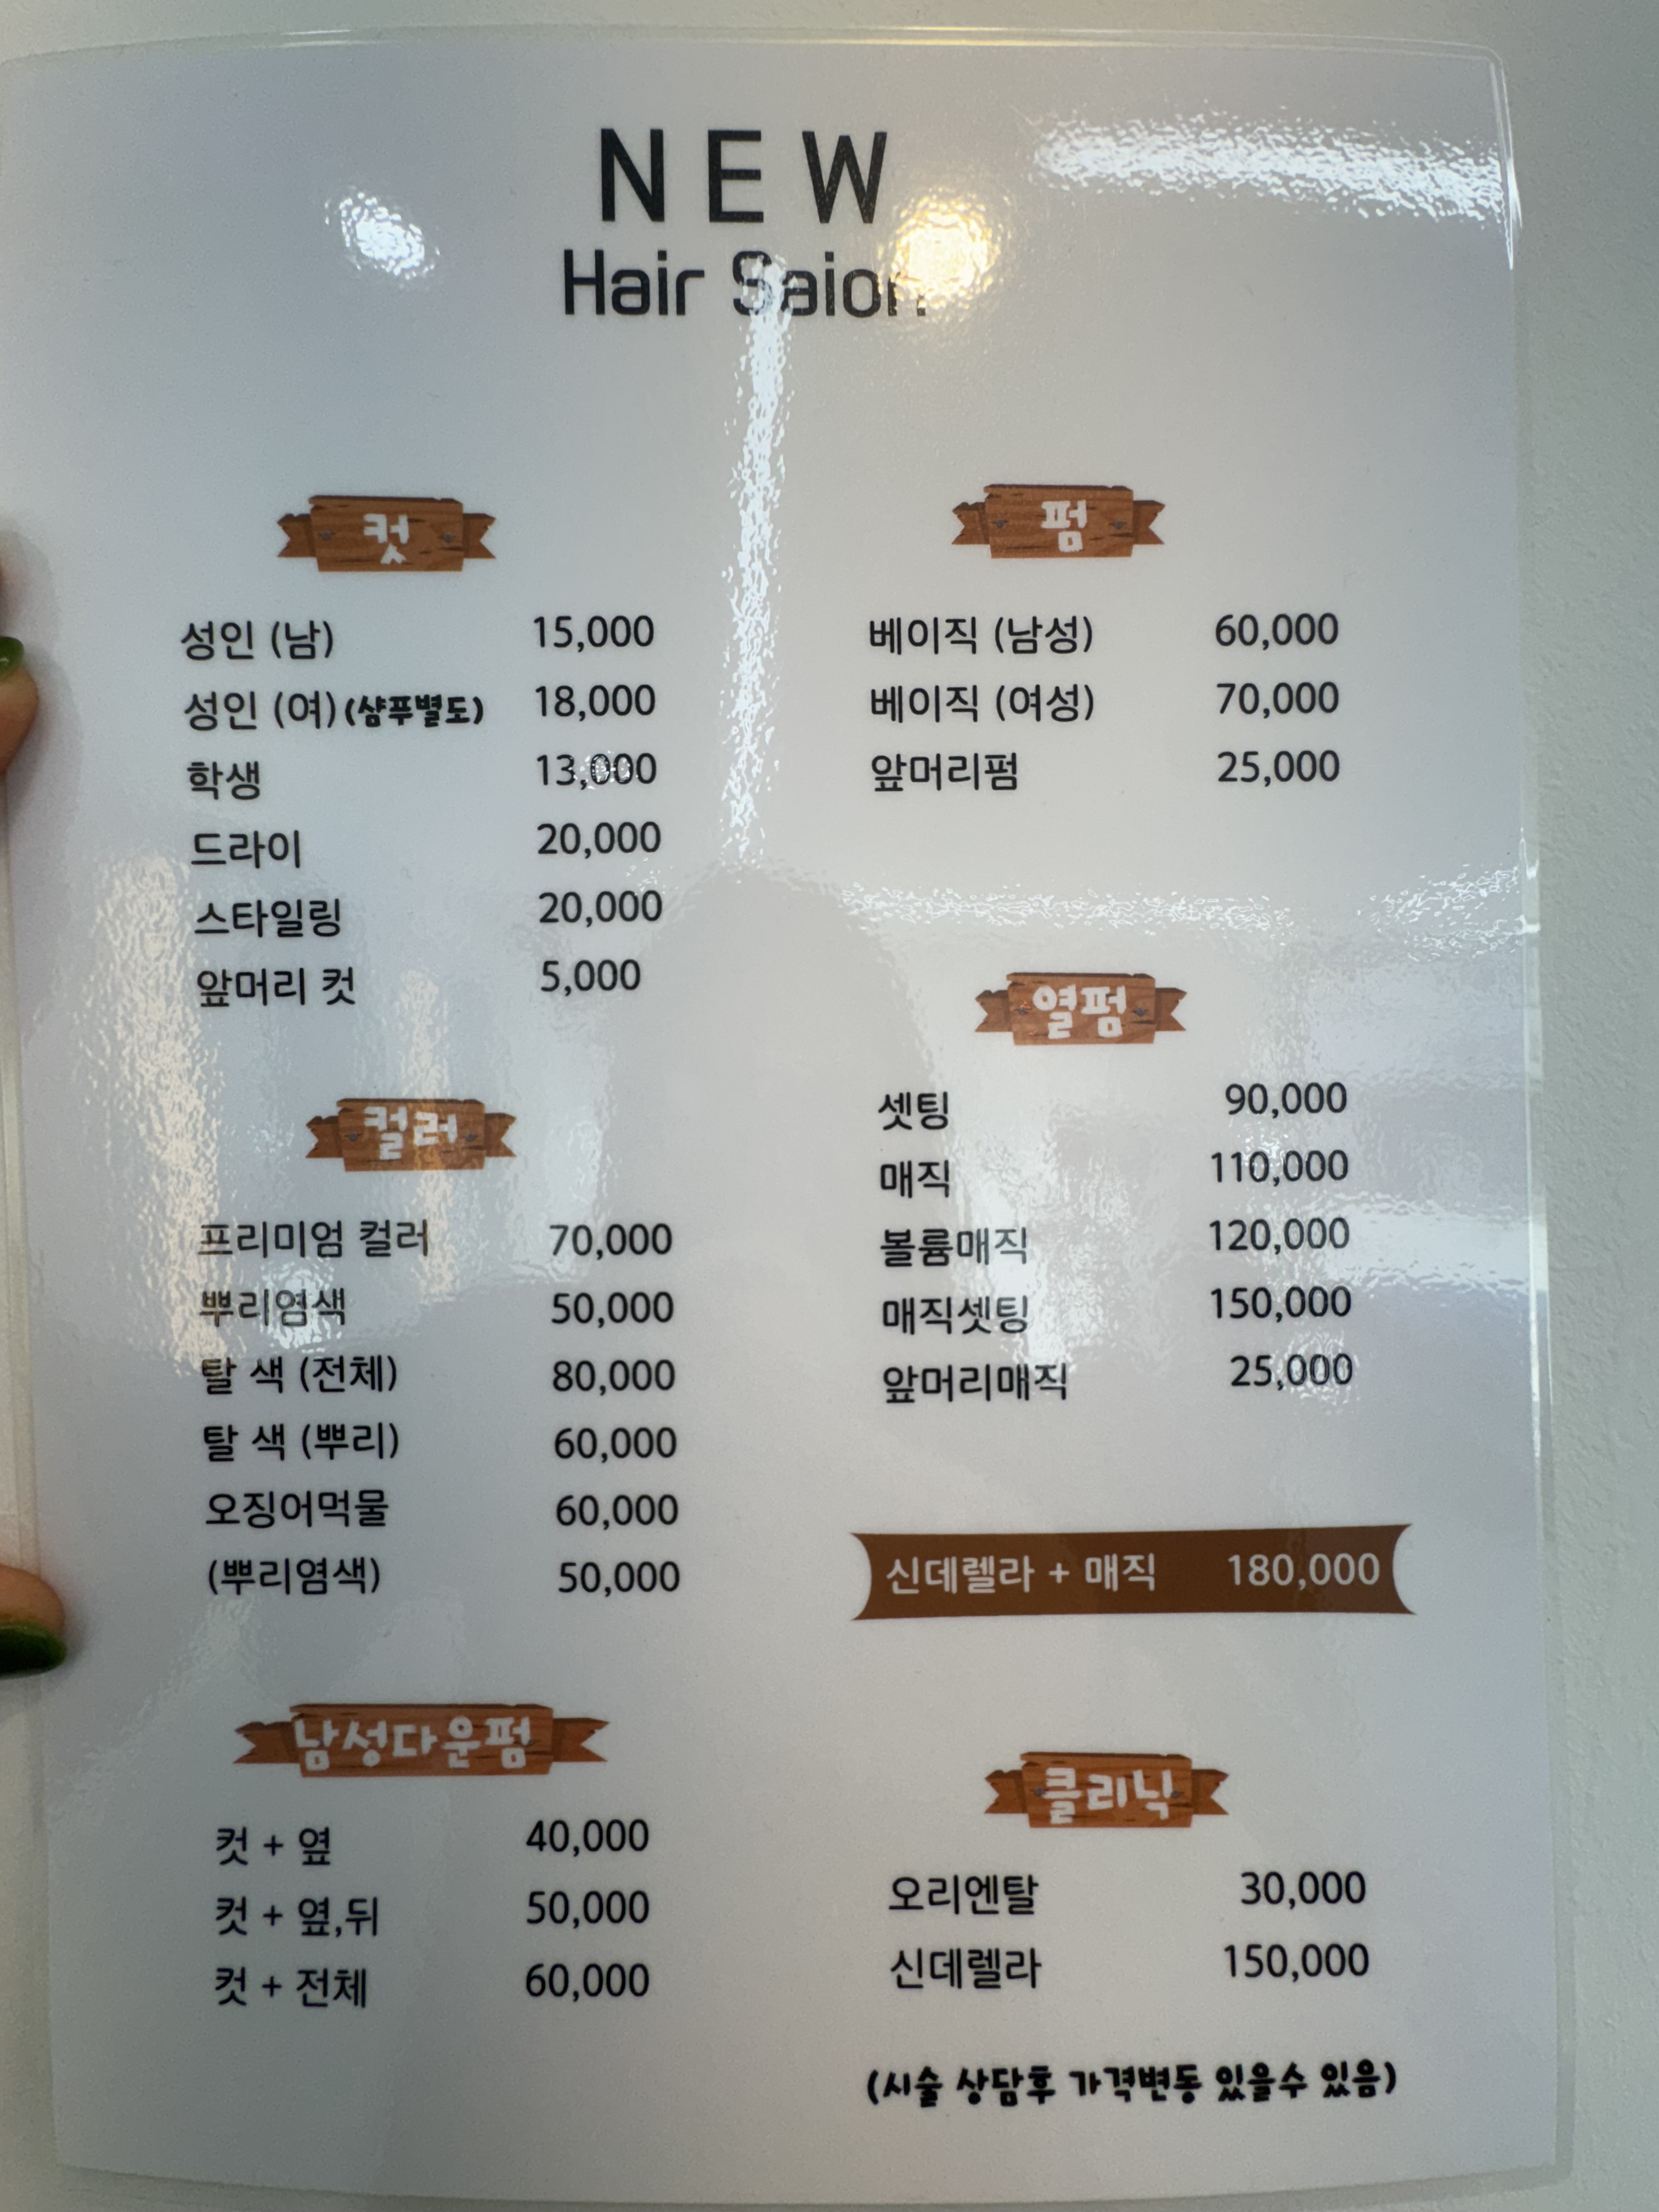 NEW
Hair Saion
컷
성인 (남) 15,000
성인 (여) (샴푸별도) 18,000
학생 13,000
드라이 20,000
스타일링 20,000
앞머리 컷 5,000
컬러
프리미엄 컬러 70,000
뿌리염색 50,000
탈 색 (전체) 80,000
탈 색 (뿌리) 60,000
오징어먹물 60,000
(뿌리염색) 50,000
남성다운펌
컷 + 옆 40,000
컷 + 옆,뒤 50,000
컷 + 전체 60,000
펌
베이직 (남성) 60,000
베이직 (여성) 70,000
앞머리펌 25,000
열펌
셋팅 90,000
매직 110,000
볼륨매직 120,000
매직셋팅 150,000
앞머리매직 25,000
신데렐라 + 매직 180,000
클리닉
오리엔탈 30,000
신데렐라 150,000
(시술 상담후 가격변동 있을수 있음)